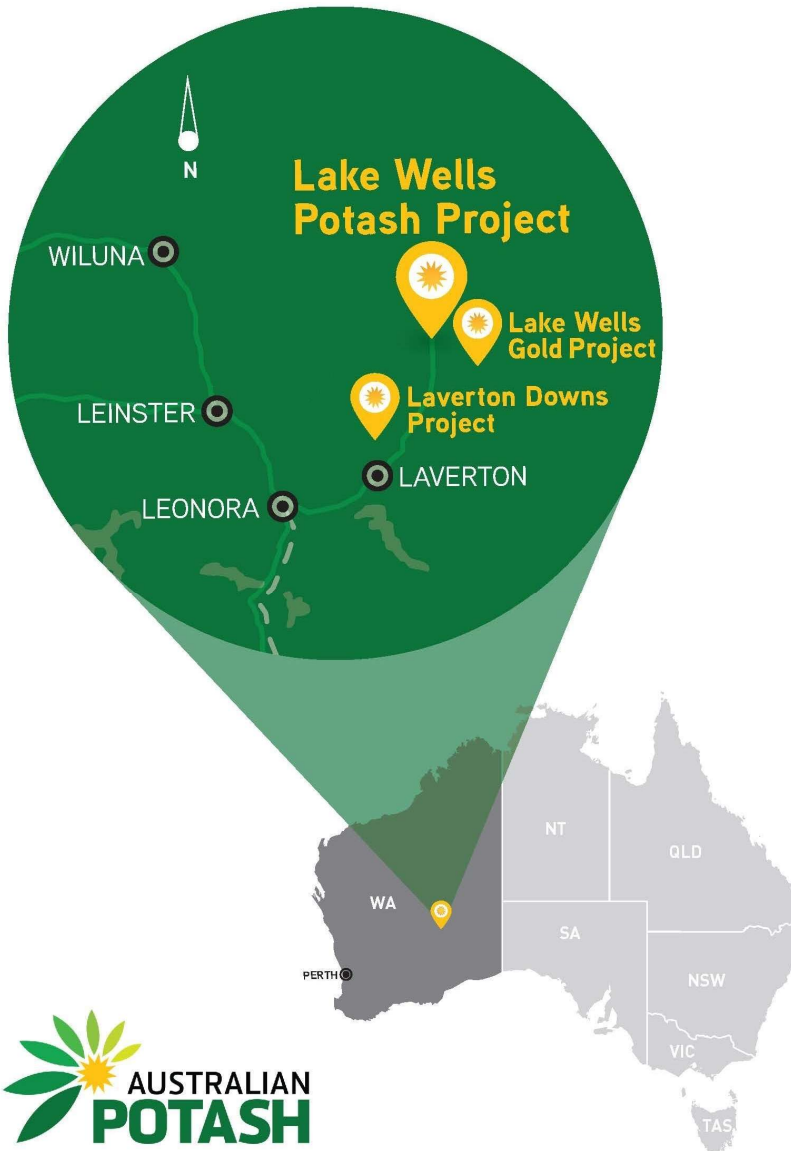 N
Lake Wells
Potash Project
WILUNA
Lake Wells
Gold Project
LEINSTER
Laverton Downs
Project
LAVERTON
LEONORA
NT
QLD
WA
SA
PERTH
NSW
VIC
TAS
AUSTRALIAN
POTASH